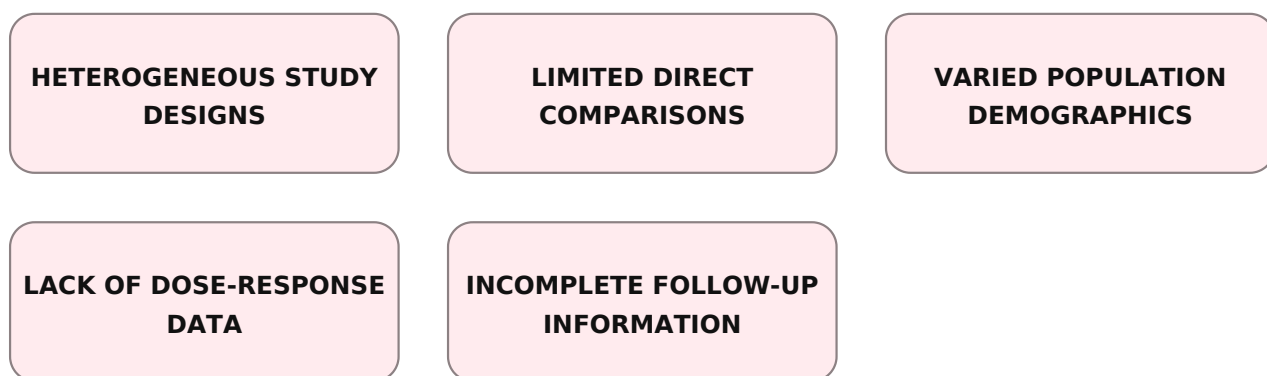 HETEROGENEOUS STUDY
DESIGNS
LIMITED DIRECT
COMPARISONS
VARIED POPULATION
DEMOGRAPHICS
LACK OF DOSE-RESPONSE
DATA
INCOMPLETE FOLLOW-UP
INFORMATION